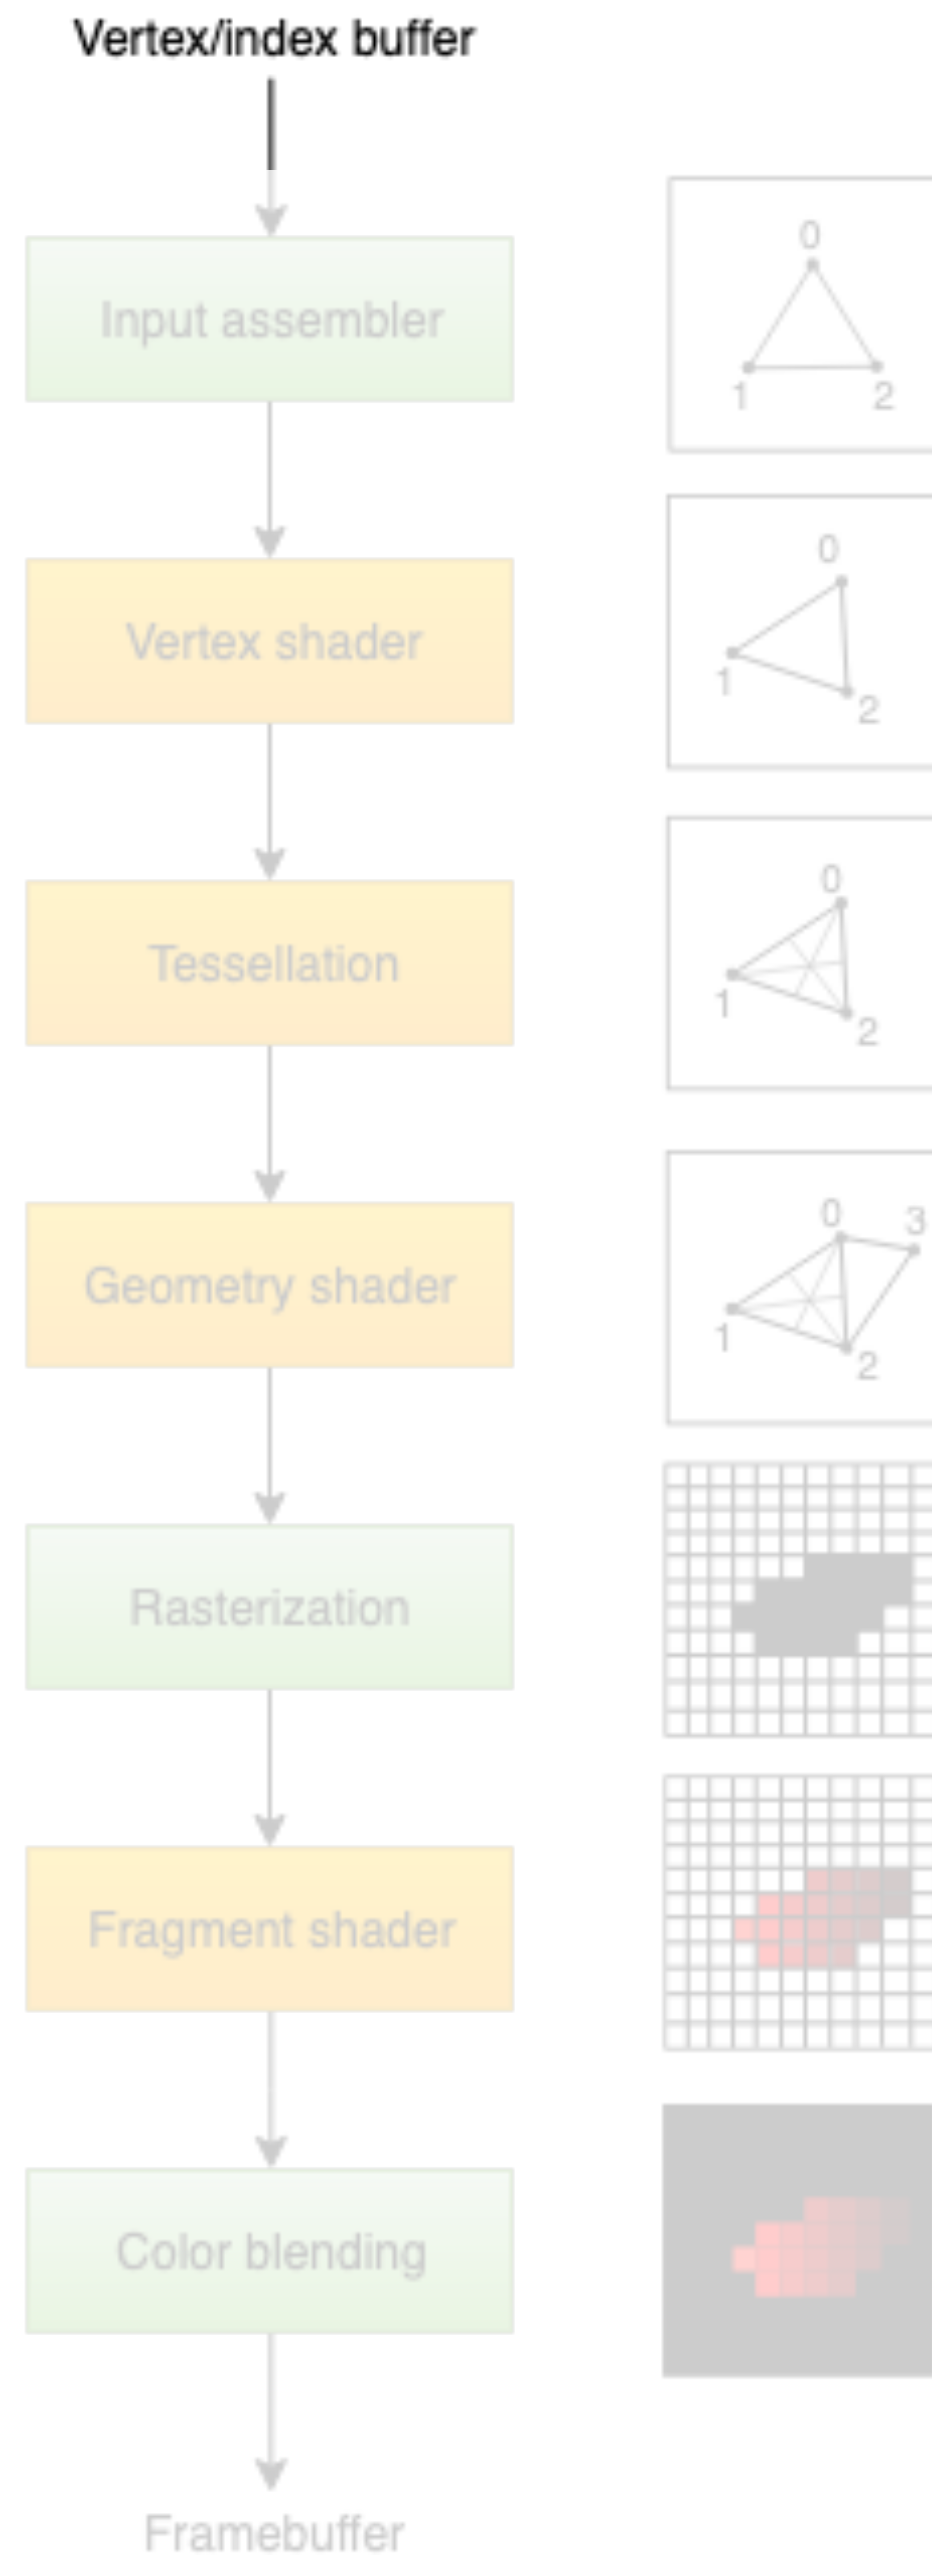 Vertex/index buffer
Input assembler
0
1
2
Vertex shader
0
1
2
Tessellation
0
1
2
Geometry shader
0
3
1
2
Rasterization
Fragment shader
Color blending
Framebuffer